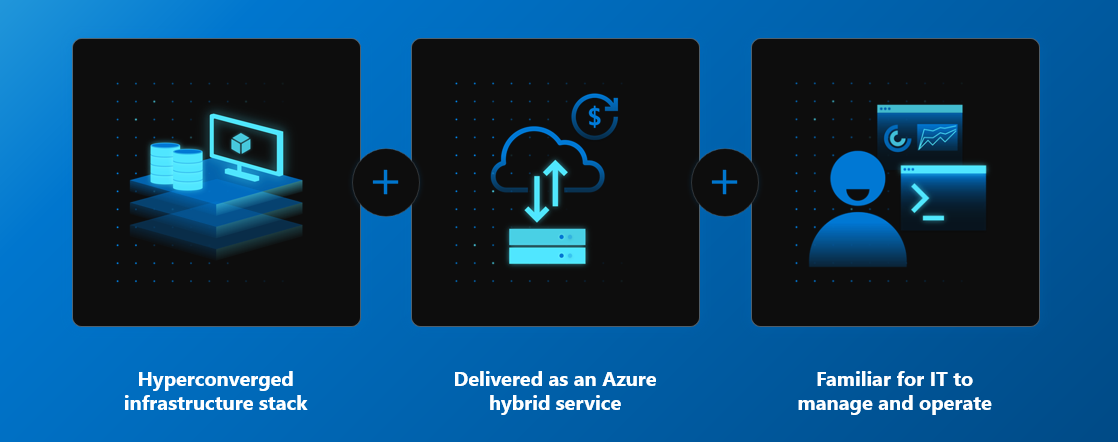 $
Hyperconverged
infrastructure stack
Delivered as an Azure
hybrid service
Familiar for IT to
manage and operate